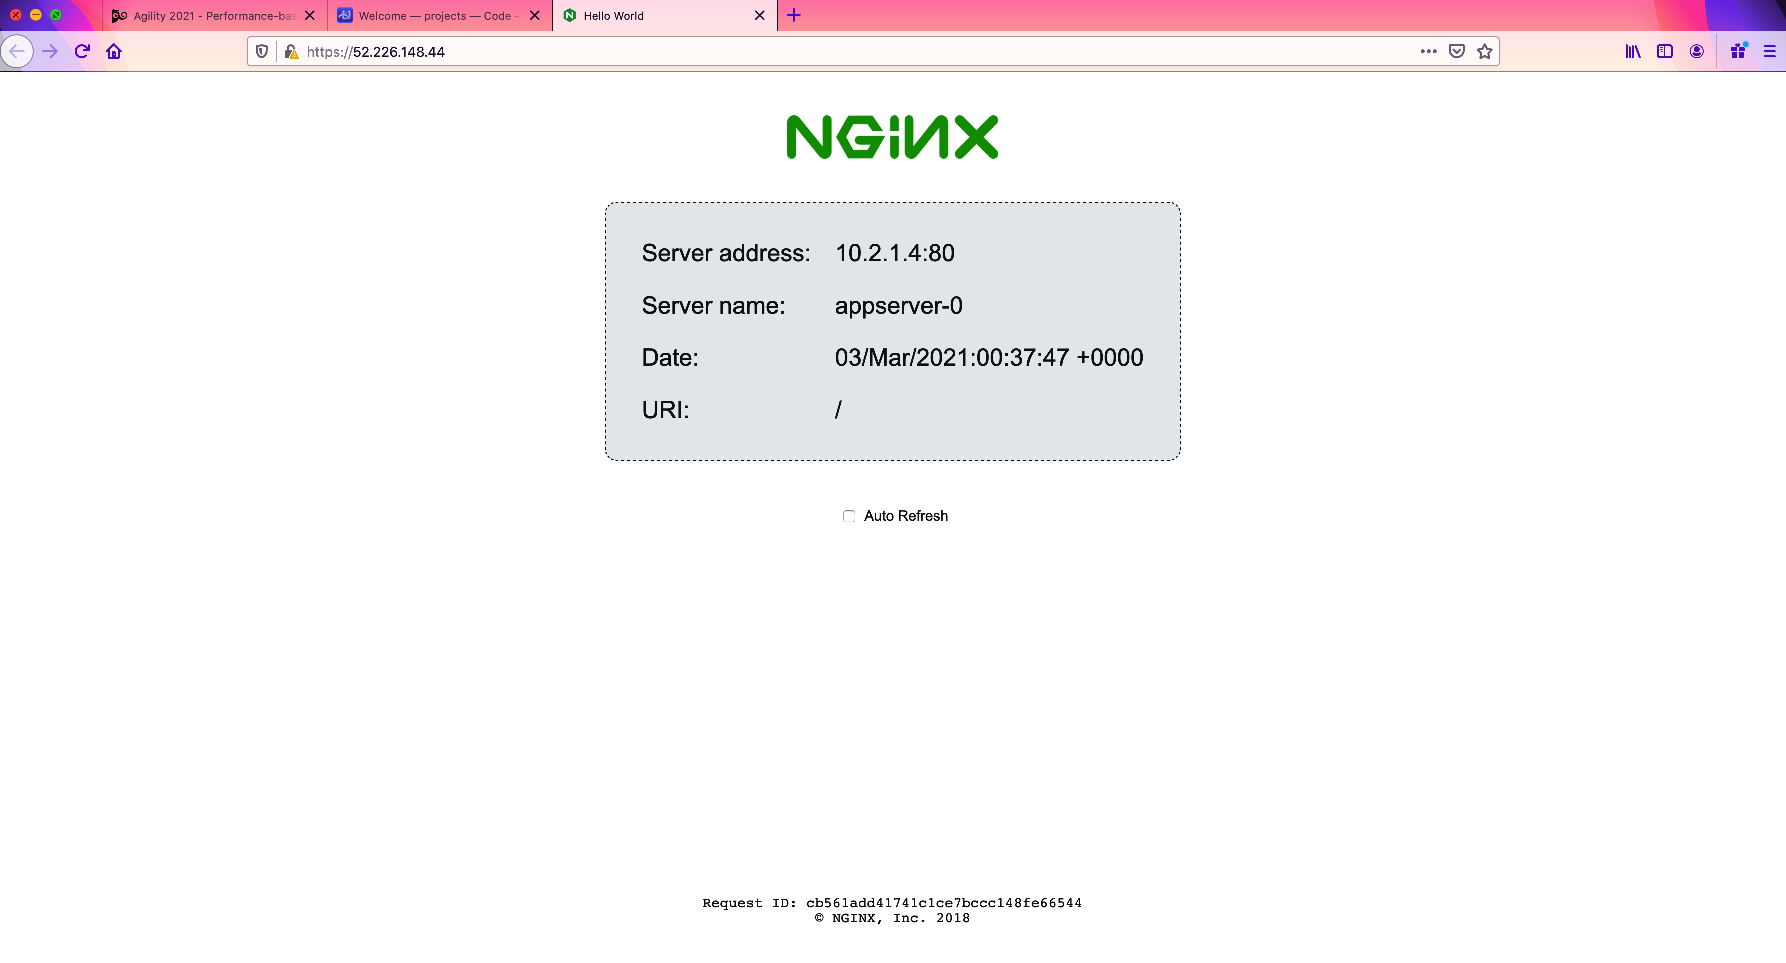 Agility 2021 - Performance-bas
Welcome — projects — Code -
Hello World
https://52.226.148.44
NGINX
Server address: 10.2.1.4:80
Server name: appserver-0
Date: 03/Mar/2021:00:37:47 +0000
URI: /
Auto Refresh
Request ID: cb561add41741c1ce7bccc148fe66544
© NGINX, Inc. 2018